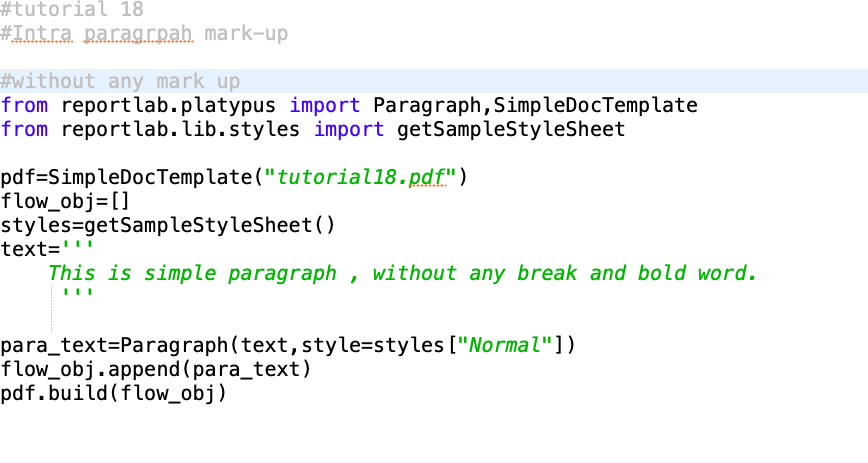 #tutorial 18
#Intra paragrpah mark-up
#without any mark up
from reportlab.platypus import Paragraph,SimpleDocTemplate
from reportlab.lib.styles import getSampleStyleSheet
pdf=SimpleDocTemplate("tutorial18.pdf")
flow_obj=[]
styles=getSampleStyleSheet()
text='''
    This is simple paragraph , without any break and bold word.
     '''
para_text=Paragraph(text,style=styles["Normal"])
flow_obj.append(para_text)
pdf.build(flow_obj)